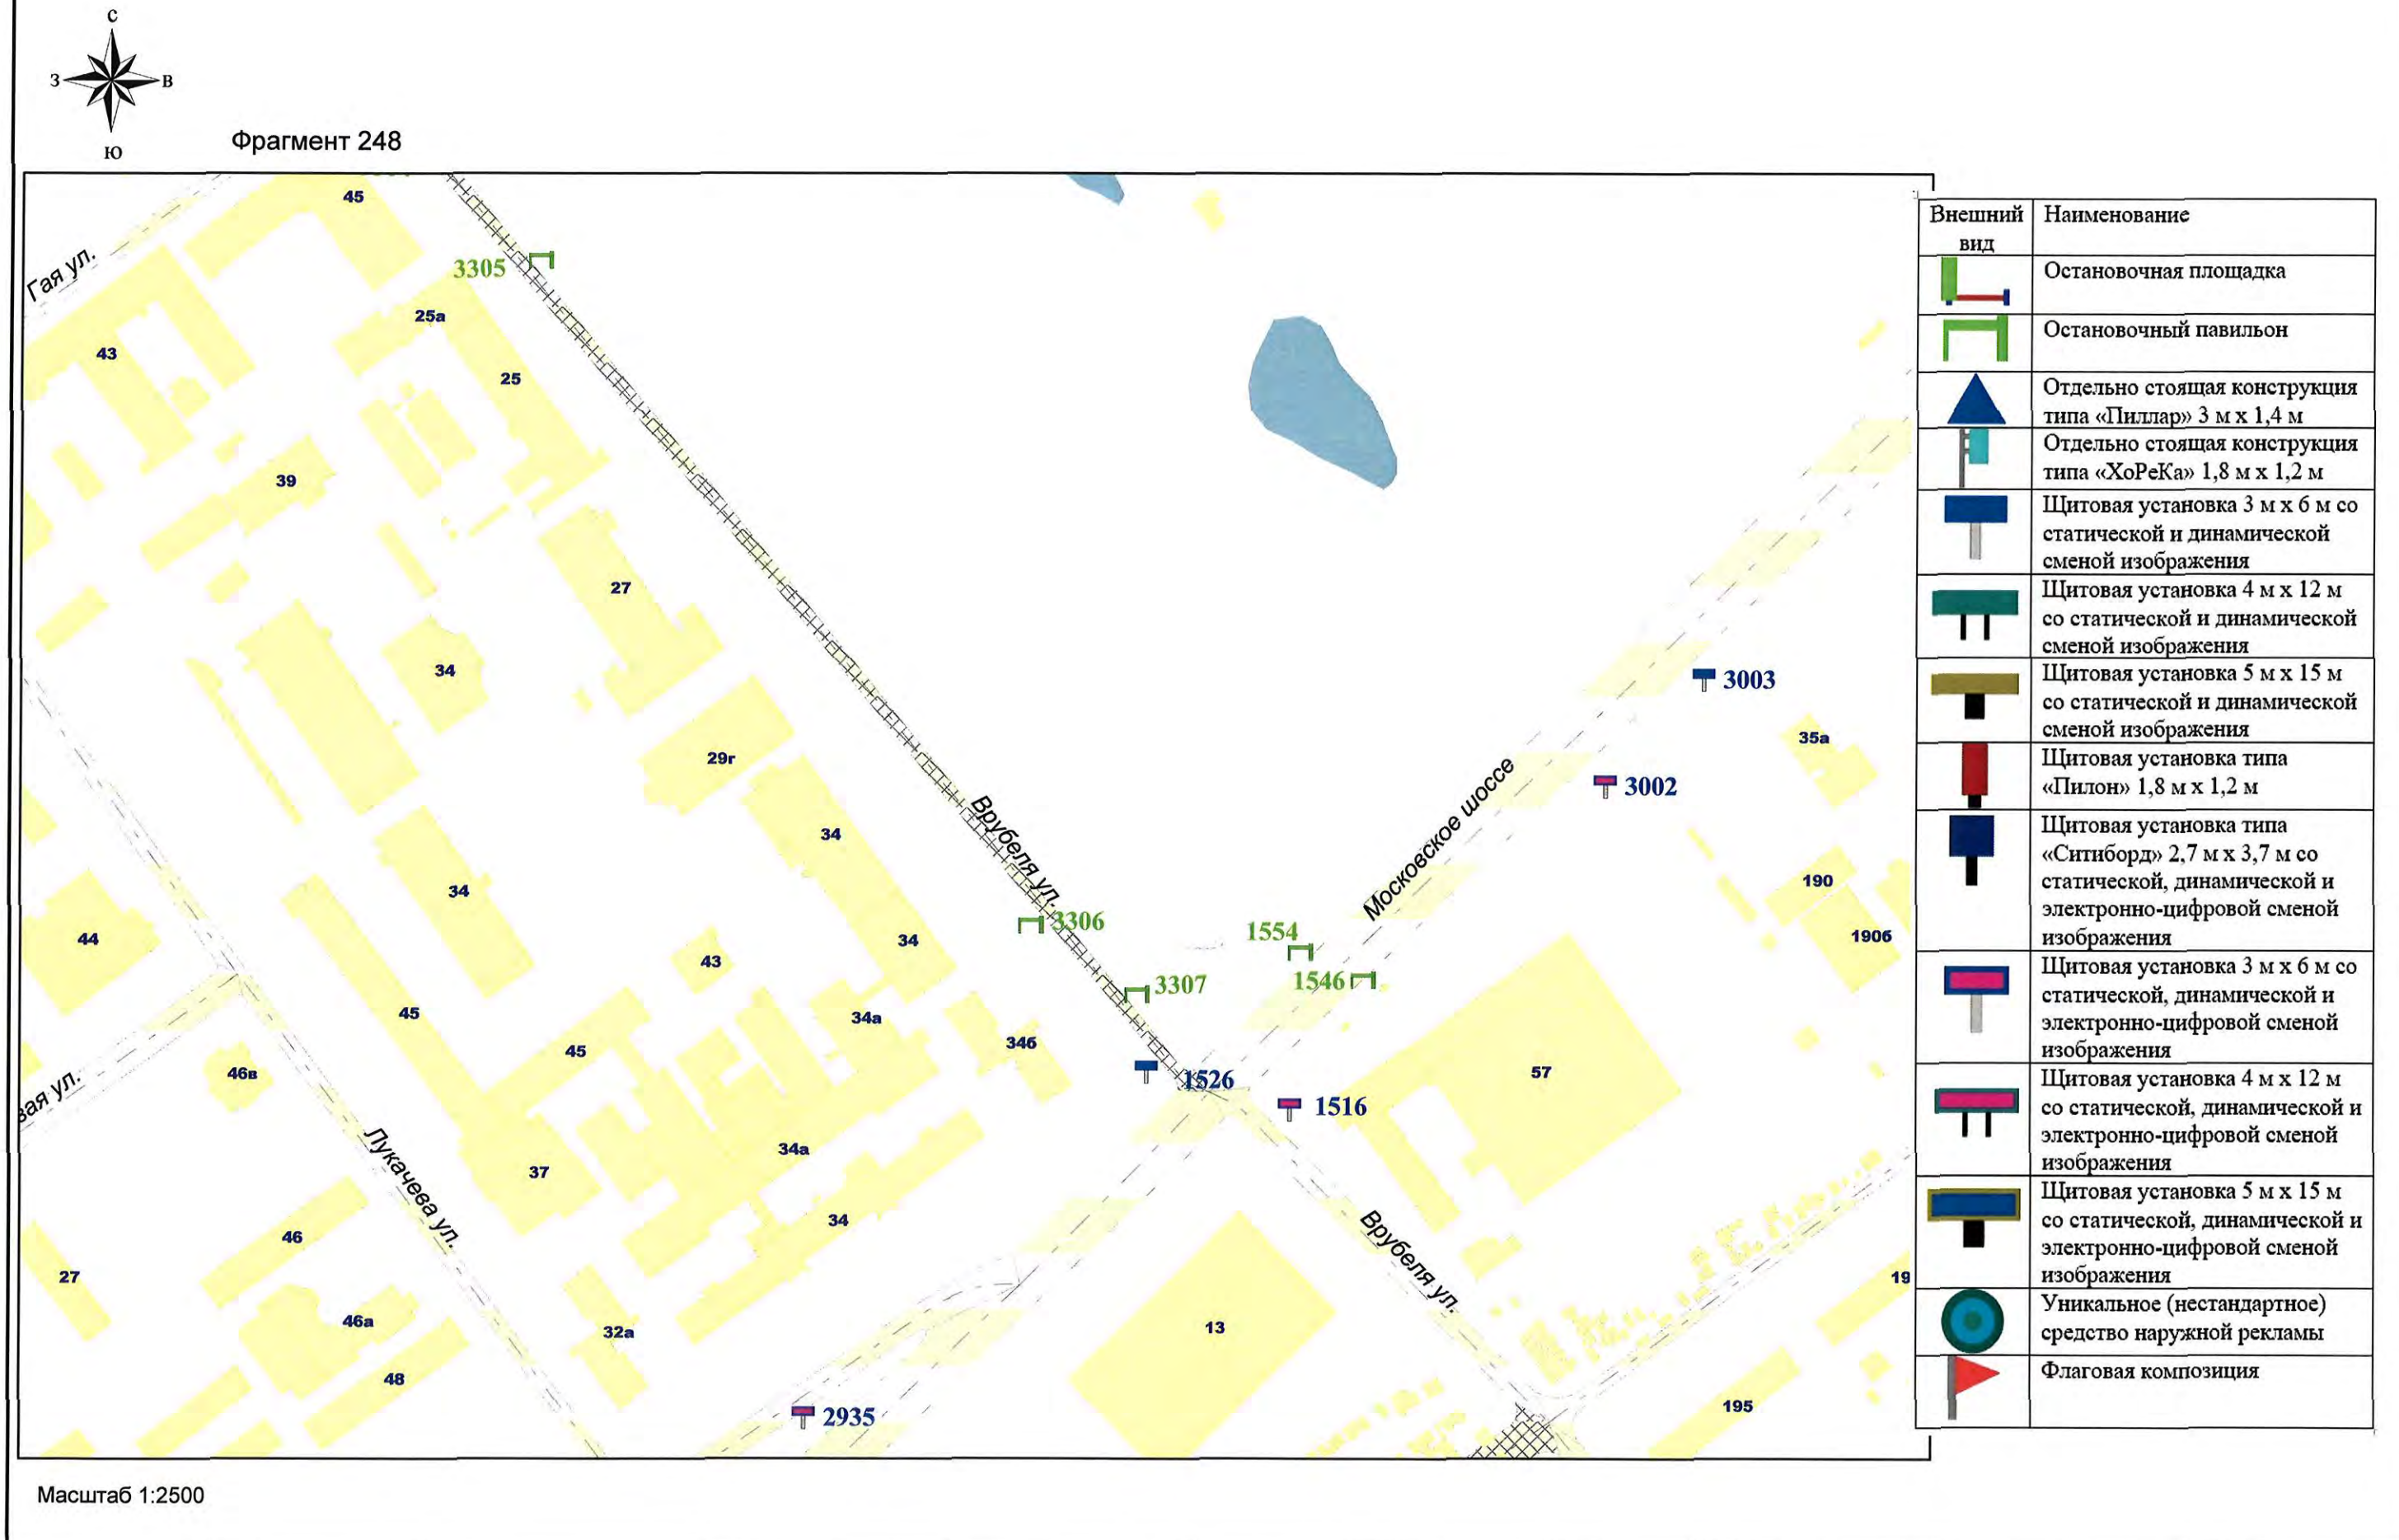 С
З
В
Ю
Фрагмент 248
45
Гая ул.
3305
25а
43
25
39
27
34
3003
29г
35а
3002
Московское шоссе
34
Врубеля ул.
190
34
3306
1554
34
44
190б
43
1546
3307
45
34а
34б
45
57
46в
1526
вая ул.
1516
Лукачева ул.
34а
37
34
46
Врубеля ул.
27
19
46а
13
32а
48
195
2935
Внешний
вид
Наименование
Остановочная площадка
Остановочный павильон
Отдельно стоящая конструкция
типа «Пиллар» 3 м х 1,4 м
Отдельно стоящая конструкция
типа «ХоРеКа» 1,8 м х 1,2 м
Щитовая установка 3 м х 6 м со
статической и динамической
сменой изображения
Щитовая установка 4 м х 12 м
со статической и динамической
сменой изображения
Щитовая установка 5 м х 15 м
со статической и динамической
сменой изображения
Щитовая установка типа
«Пилон» 1,8 м х 1,2 м
Щитовая установка типа
«Ситиборд» 2,7 м х 3,7 м со
статической, динамической и
электронно-цифровой сменой
изображения
Щитовая установка 3 м х 6 м со
статической, динамической и
электронно-цифровой сменой
изображения
Щитовая установка 4 м х 12 м
со статической, динамической и
электронно-цифровой сменой
изображения
Щитовая установка 5 м х 15 м
со статической, динамической и
электронно-цифровой сменой
изображения
Уникальное (нестандартное)
средство наружной рекламы
Флаговая композиция
Масштаб 1:2500